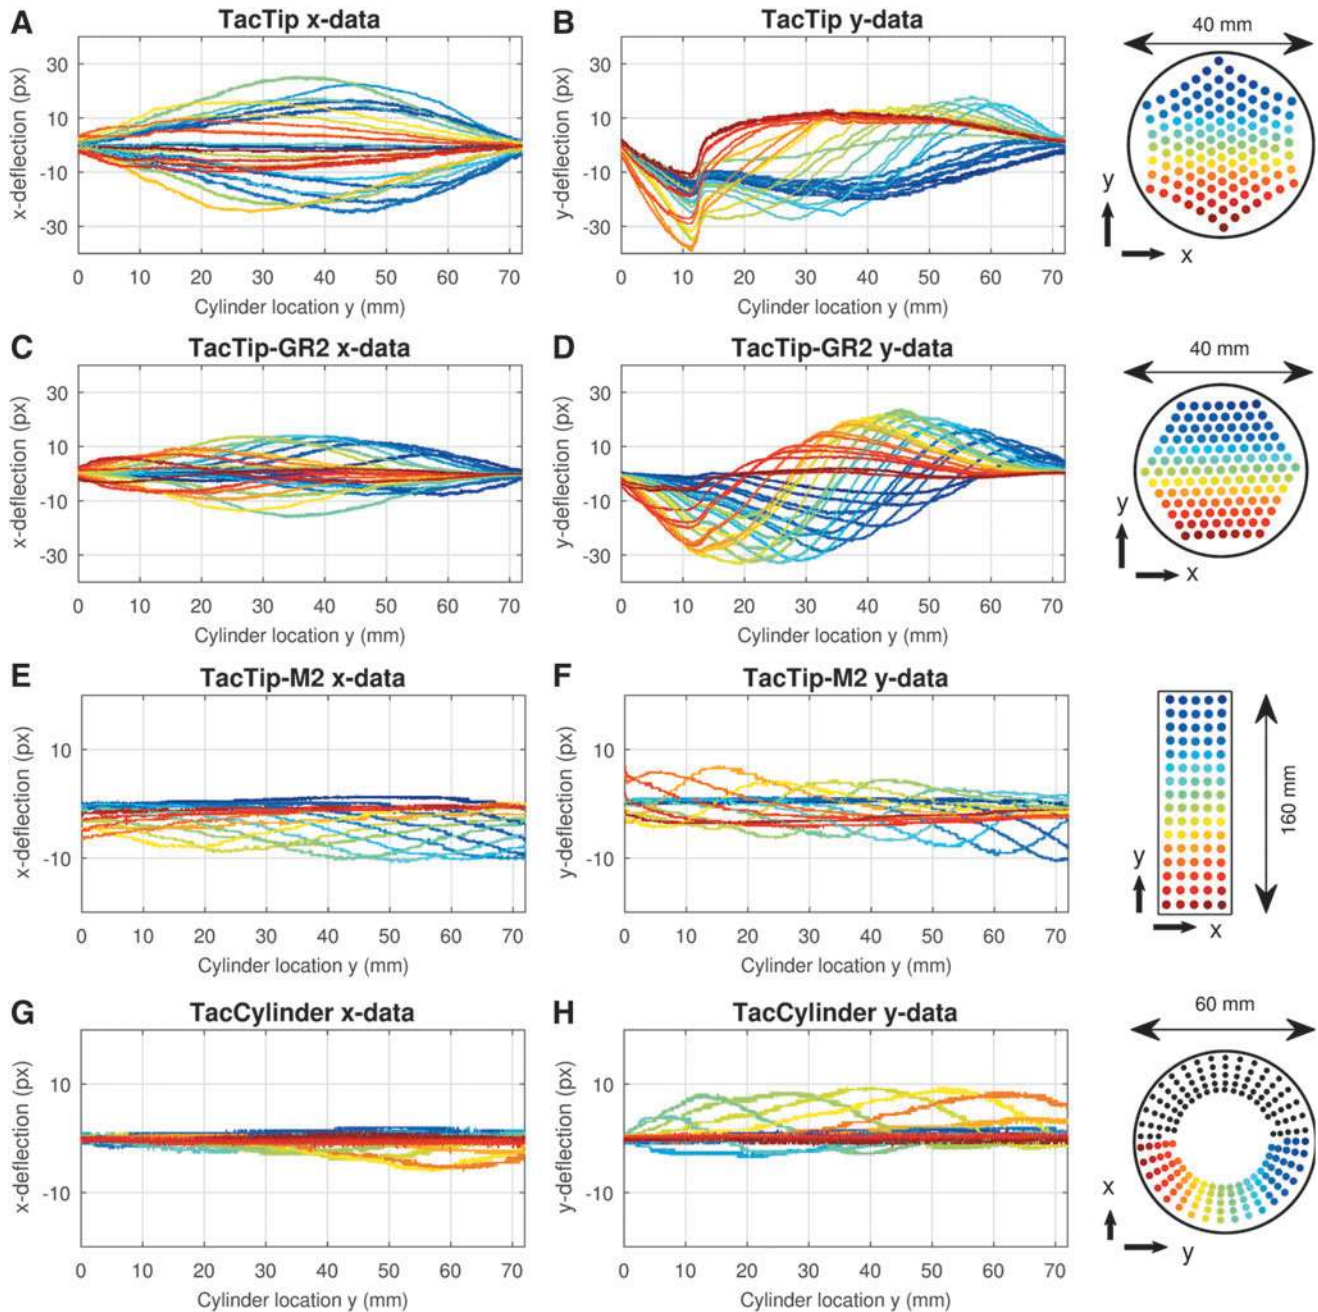 A TacTip x-data
x-deflection (px)
30
10
-10
-30
0 10 20 30 40 50 60 70
Cylinder location y (mm)
B TacTip y-data
y-deflection (px)
30
10
-10
-30
0 10 20 30 40 50 60 70
Cylinder location y (mm)
40 mm
y
x
C TacTip-GR2 x-data
x-deflection (px)
30
10
-10
-30
0 10 20 30 40 50 60 70
Cylinder location y (mm)
D TacTip-GR2 y-data
y-deflection (px)
30
10
-10
-30
0 10 20 30 40 50 60 70
Cylinder location y (mm)
40 mm
y
x
E TacTip-M2 x-data
x-deflection (px)
10
-10
0 10 20 30 40 50 60 70
Cylinder location y (mm)
F TacTip-M2 y-data
y-deflection (px)
10
-10
0 10 20 30 40 50 60 70
Cylinder location y (mm)
160 mm
y
x
G TacCylinder x-data
x-deflection (px)
10
-10
0 10 20 30 40 50 60 70
Cylinder location y (mm)
H TacCylinder y-data
y-deflection (px)
10
-10
0 10 20 30 40 50 60 70
Cylinder location y (mm)
60 mm
x
y